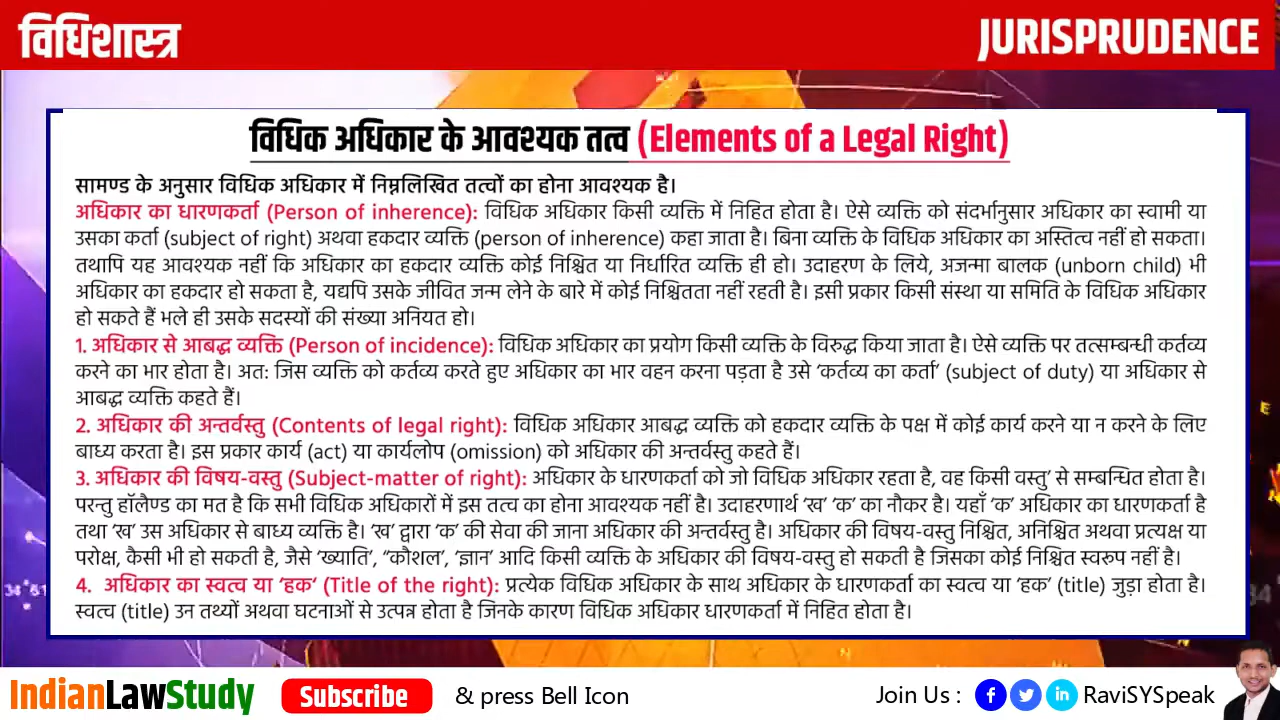 विधिशास्त्र
JURISPRUDENCE
विधिक अधिकार के आवश्यक तत्व (Elements of a Legal Right)
सामण्ड के अनुसार विधिक अधिकार में निम्नलिखित तत्वों का होना आवश्यक है।
अधिकार का धारणकर्ता (Person of inherence): विधिक अधिकार किसी व्यक्ति में निहित होता है। ऐसे व्यक्ति को संदर्भानुसार अधिकार का स्वामी या
उसका कर्ता (subject of right) अथवा हकदार व्यक्ति (person of inherence) कहा जाता है। बिना व्यक्ति के विधिक अधिकार का अस्तित्व नहीं हो सकता।
तथापि यह आवश्यक नहीं कि अधिकार का हकदार व्यक्ति कोई निश्चित या निर्धारित व्यक्ति ही हो। उदाहरण के लिये, अजन्मा बालक (unborn child) भी
अधिकार का हकदार हो सकता है, यद्यपि उसके जीवित जन्म लेने के बारे में कोई निश्चितता नहीं रहती है। इसी प्रकार किसी संस्था या समिति के विधिक अधिकार
हो सकते हैं भले ही उसके सदस्यों की संख्या अनियत हो।
1. अधिकार से आबद्ध व्यक्ति (Person of incidence): विधिक अधिकार का प्रयोग किसी व्यक्ति के विरुद्ध किया जाता है। ऐसे व्यक्ति पर तत्सम्बन्धी कर्तव्य
करने का भार होता है। अत: जिस व्यक्ति को कर्तव्य करते हुए अधिकार का भार वहन करना पड़ता है उसे ‘कर्तव्य का कर्ता’ (subject of duty) या अधिकार से
आबद्ध व्यक्ति कहते हैं।
2. अधिकार की अन्तर्वस्तु (Contents of legal right): विधिक अधिकार आबद्ध व्यक्ति को हकदार व्यक्ति के पक्ष में कोई कार्य करने या न करने के लिए
बाध्य करता है। इस प्रकार कार्य (act) या कार्यलोप (omission) को अधिकार की अन्तर्वस्तु कहते हैं।
3. अधिकार की विषय-वस्तु (Subject-matter of right): अधिकार के धारणकर्ता को जो विधिक अधिकार रहता है, वह किसी वस्तु’ से सम्बन्धित होता है।
परन्तु हॉलैण्ड का मत है कि सभी विधिक अधिकारों में इस तत्व का होना आवश्यक नहीं है। उदाहरणार्थ ‘ख’ ‘क’ का नौकर है। यहाँ ‘क’ अधिकार का धारणकर्ता है
तथा ‘ख’ उस अधिकार से बाध्य व्यक्ति है। ‘ख’ द्वारा ‘क’ की सेवा की जाना अधिकार की अन्तर्वस्तु है। अधिकार की विषय-वस्तु निश्चित, अनिश्चित अथवा प्रत्यक्ष या
परोक्ष, कैसी भी हो सकती है, जैसे ‘ख्याति’, “कौशल’, ‘ज्ञान’ आदि किसी व्यक्ति के अधिकार की विषय-वस्तु हो सकती है जिसका कोई निश्चित स्वरुप नहीं है।
4. अधिकार का स्वत्व या ‘हक‘ (Title of the right): प्रत्येक विधिक अधिकार के साथ अधिकार के धारणकर्ता का स्वत्व या ‘हक’ (title) जुड़ा होता है।
स्वत्व (title) उन तथ्यों अथवा घटनाओं से उत्पन्न होता है जिनके कारण विधिक अधिकार धारणकर्ता में निहित होता है।
IndianLawStudy Subscribe & press Bell Icon Join Us : RaviSYSpeak